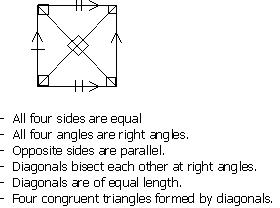 - All four sides are equal
- All four angles are right angles.
- Opposite sides are parallel.
- Diagonals bisect each other at right angles.
- Diagonals are of equal length.
- Four congruent triangles formed by diagonals.